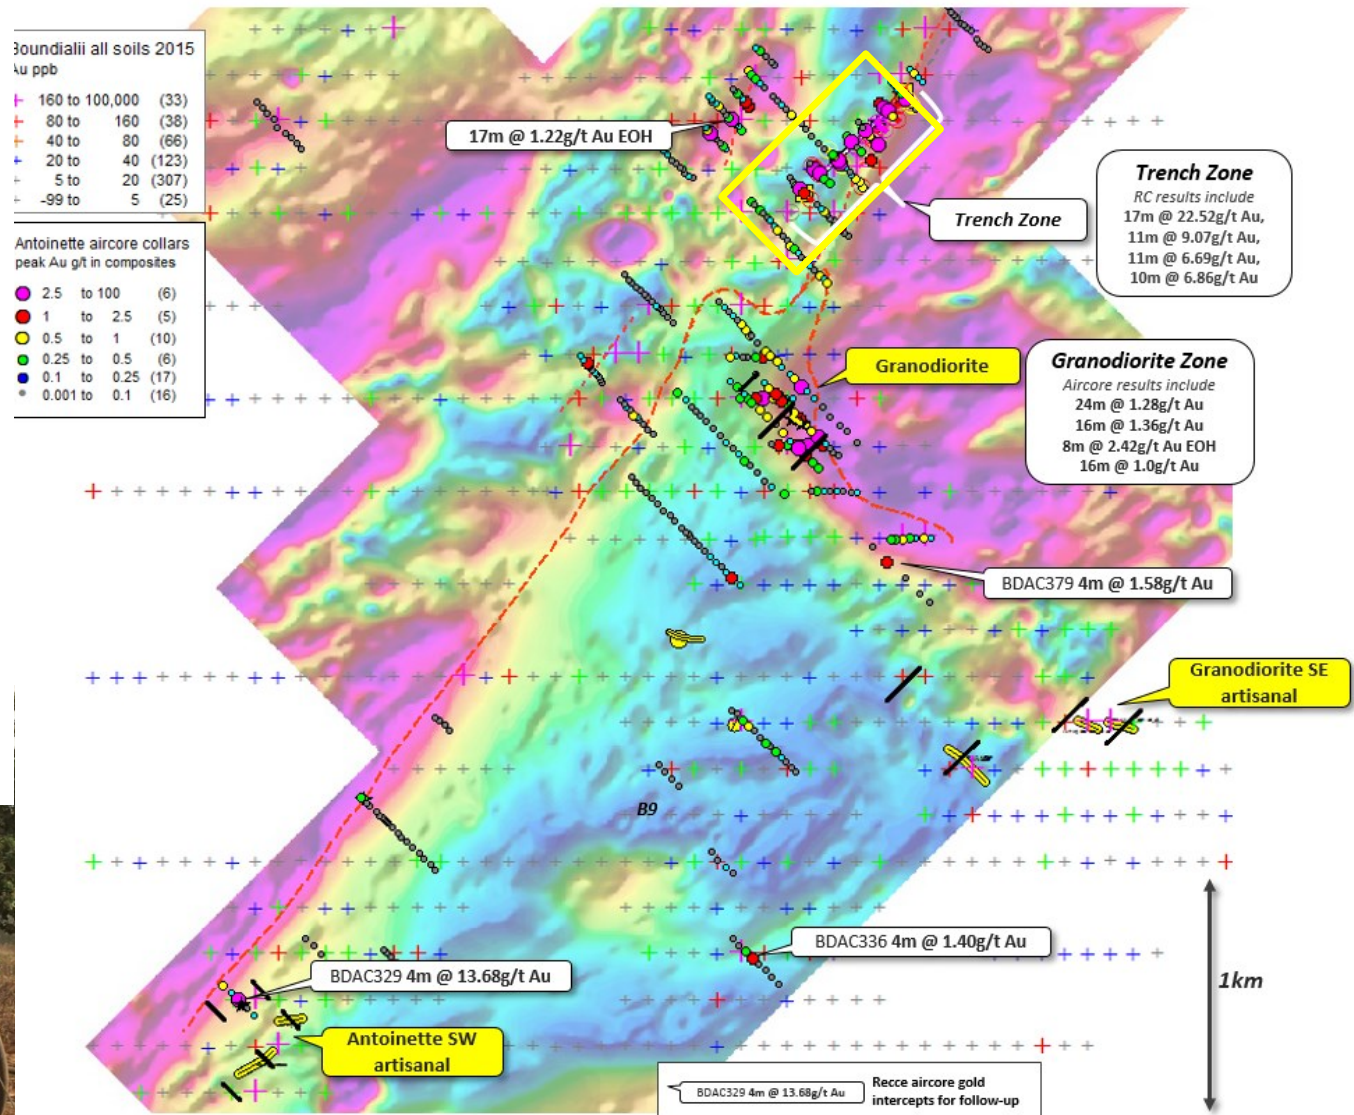 Boundialii all soils 2015
Au ppb
160 to 100,000 (33)
80 to 160 (38)
40 to 80 (66)
20 to 40 (123)
5 to 20 (307)
-99 to 5 (25)
Antoinette aircore collars
peak Au g/t in composites
2.5 to 100 (6)
1 to 2.5 (5)
0.5 to 1 (10)
0.25 to 0.5 (6)
0.1 to 0.25 (17)
0.001 to 0.1 (16)
17m @ 1.22g/t Au EOH
Trench Zone
Trench Zone
RC results include
17m @ 22.52g/t Au,
11m @ 9.07g/t Au,
11m @ 6.69g/t Au,
10m @ 6.86g/t Au
Granodiorite
Granodiorite Zone
Aircore results include
24m @ 1.28g/t Au
16m @ 1.36g/t Au
8m @ 2.42g/t Au EOH
16m @ 1.0g/t Au
BDAC379 4m @ 1.58g/t Au
Granodiorite SE
artisanal
B9
BDAC336 4m @ 1.40g/t Au
BDAC329 4m @ 13.68g/t Au
1km
Antoinette SW
artisanal
BDAC329 4m @ 13.68g/t Au
Recce aircore gold
intercepts for follow-up